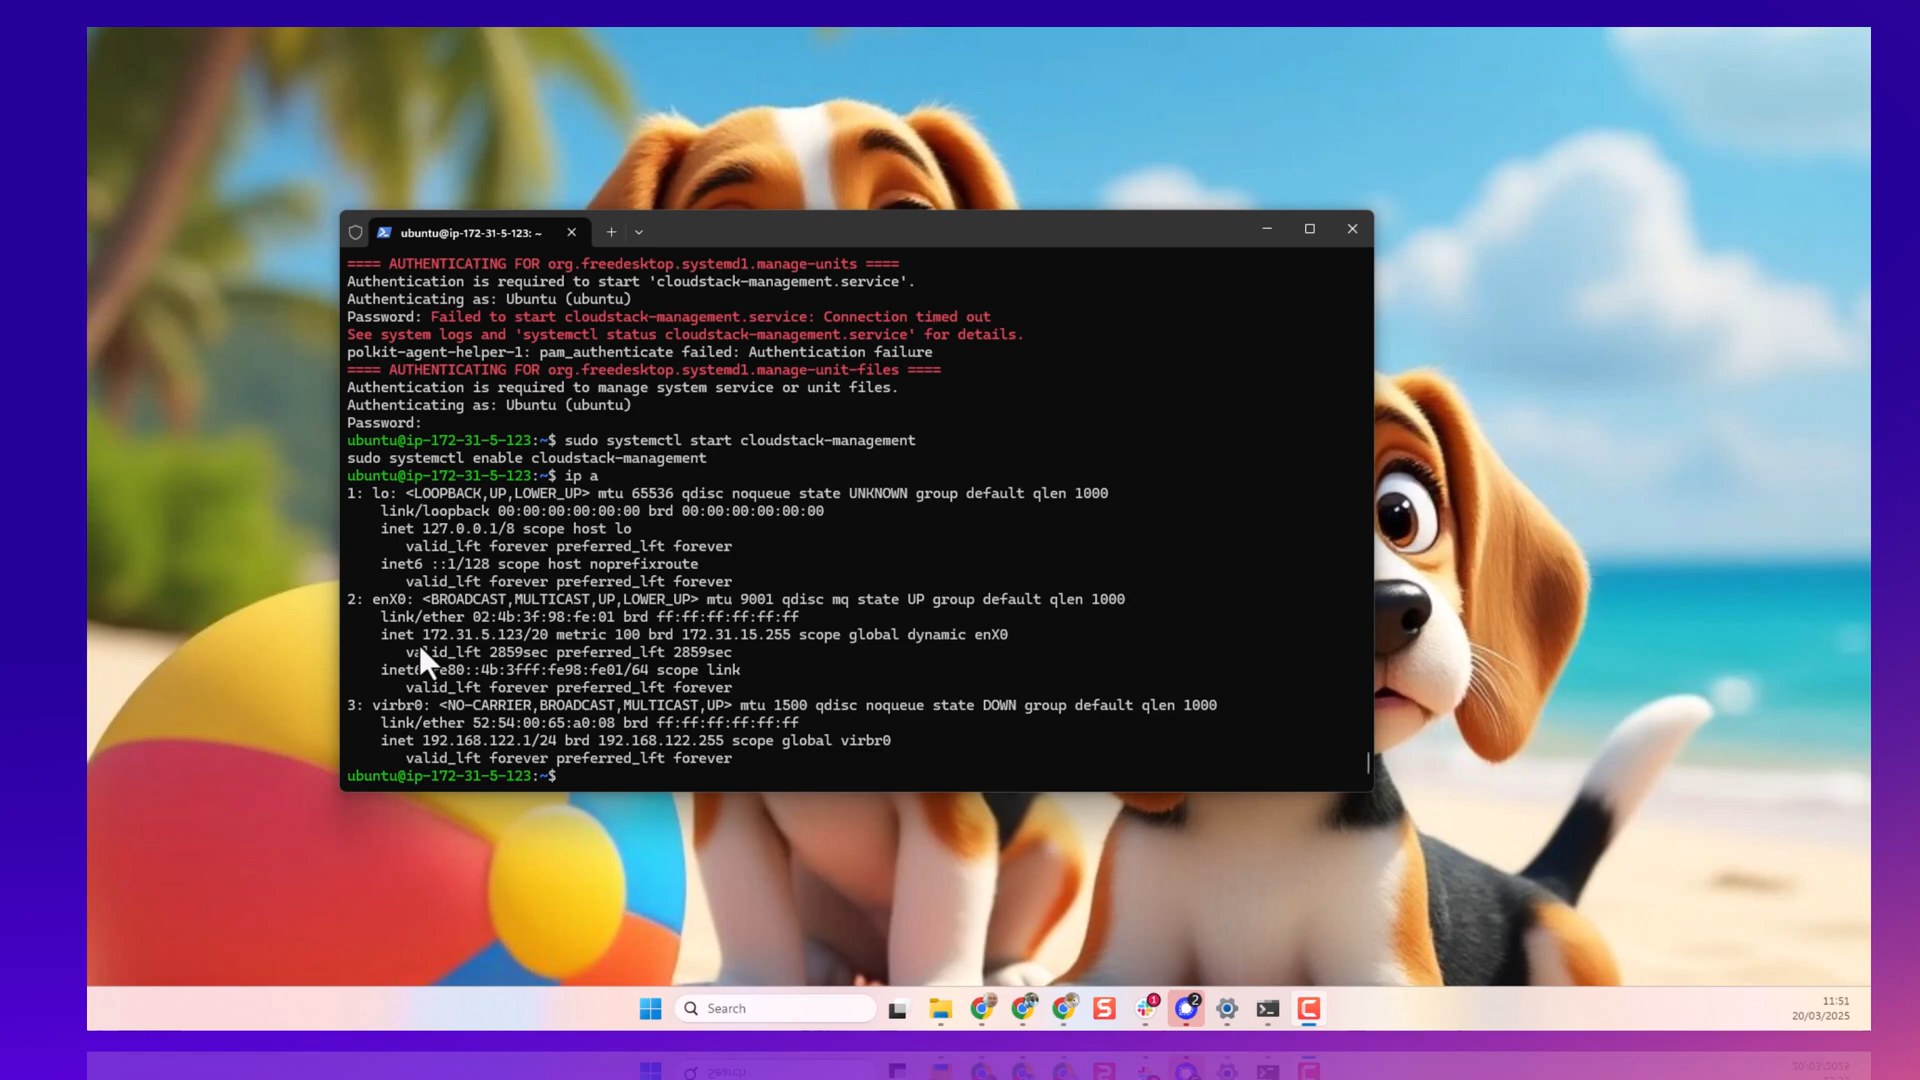 ubuntu@ip-172-31-5-123: ~
==== AUTHENTICATING FOR org.freedesktop.systemd1.manage-units ====
Authentication is required to start 'cloudstack-management.service'.
Authenticating as: Ubuntu (ubuntu)
Password: Failed to start cloudstack-management.service: Connection timed out
See system logs and 'systemctl status cloudstack-management.service' for details.
polkit-agent-helper-1: pam_authenticate failed: Authentication failure
==== AUTHENTICATING FOR org.freedesktop.systemd1.manage-unit-files ====
Authentication is required to manage system service or unit files.
Authenticating as: Ubuntu (ubuntu)
Password:
ubuntu@ip-172-31-5-123:~$ sudo systemctl start cloudstack-management
sudo systemctl enable cloudstack-management
ubuntu@ip-172-31-5-123:~$ ip a
1: lo: <LOOPBACK,UP,LOWER_UP> mtu 65536 qdisc noqueue state UNKNOWN group default qlen 1000
link/loopback 00:00:00:00:00:00 brd 00:00:00:00:00:00
inet 127.0.0.1/8 scope host lo
valid_lft forever preferred_lft forever
inet6 ::1/128 scope host noprefixroute
valid_lft forever preferred_lft forever
2: enX0: <BROADCAST,MULTICAST,UP,LOWER_UP> mtu 9001 qdisc mq state UP group default qlen 1000
link/ether 02:4b:3f:98:fe:01 brd ff:ff:ff:ff:ff:ff
inet 172.31.5.123/20 metric 100 brd 172.31.15.255 scope global dynamic enX0
valid_lft 2859sec preferred_lft 2859sec
inet6 fe80::4b:3fff:fe98:fe01/64 scope link
valid_lft forever preferred_lft forever
3: virbr0: <NO-CARRIER,BROADCAST,MULTICAST,UP> mtu 1500 qdisc noqueue state DOWN group default qlen 1000
link/ether 52:54:00:65:a0:08 brd ff:ff:ff:ff:ff:ff
inet 192.168.122.1/24 brd 192.168.122.255 scope global virbr0
valid_lft forever preferred_lft forever
ubuntu@ip-172-31-5-123:~$
Search
1
2
11:51
20/03/2025